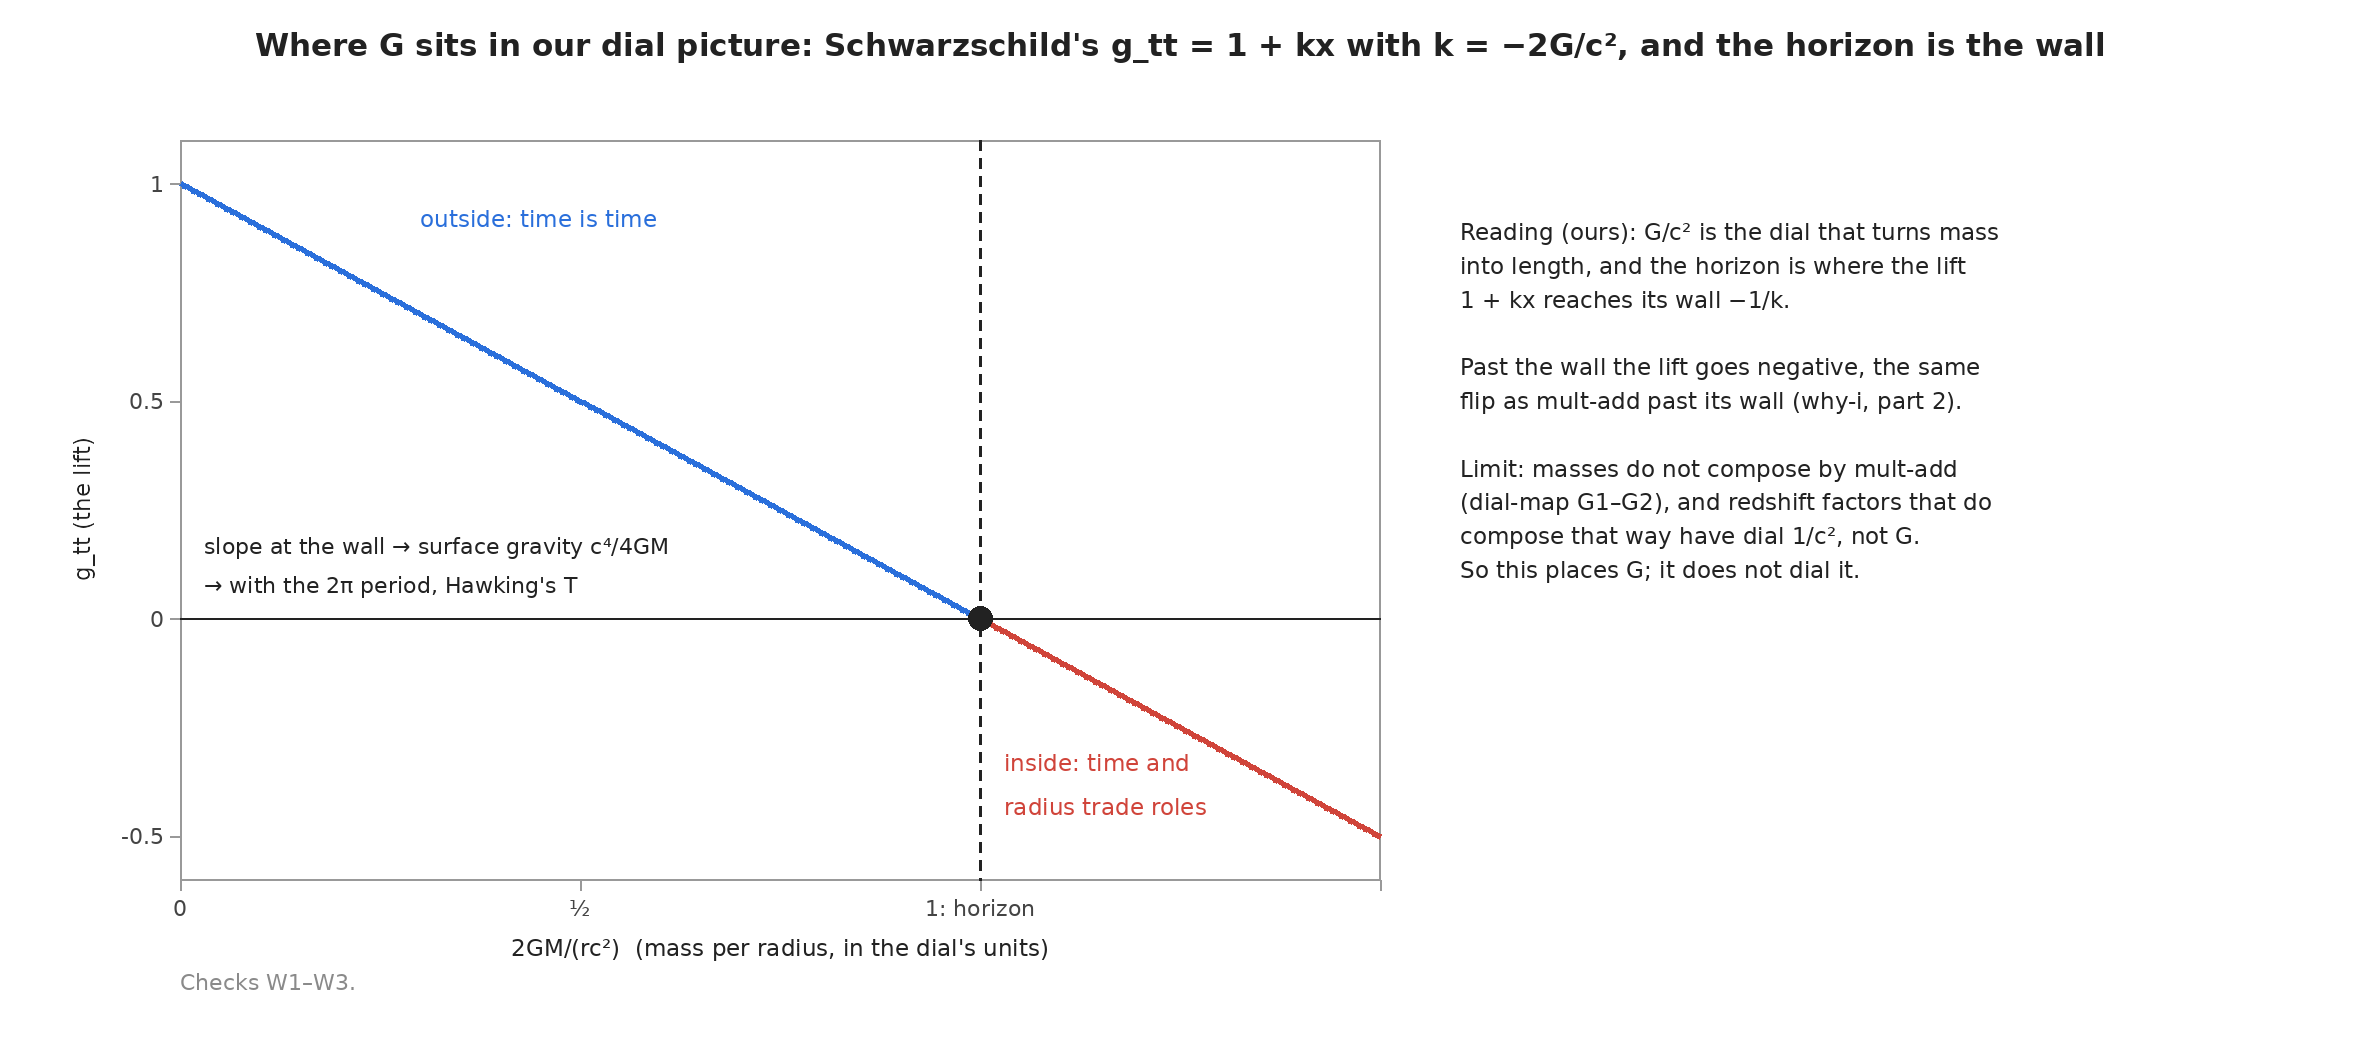 Where G sits in our dial picture: Schwarzschild's g_tt = 1 + kx with k = −2G/c², and the horizon is the wall
1
0.5
0
-0.5
g_tt (the lift)
outside: time is time
slope at the wall → surface gravity c⁴/4GM
→ with the 2π period, Hawking's T
inside: time and
radius trade roles
0
½
1: horizon
2GM/(rc²)  (mass per radius, in the dial's units)
Checks W1–W3.
Reading (ours): G/c² is the dial that turns mass
into length, and the horizon is where the lift
1 + kx reaches its wall −1/k.
Past the wall the lift goes negative, the same
flip as mult-add past its wall (why-i, part 2).
Limit: masses do not compose by mult-add
(dial-map G1–G2), and redshift factors that do
compose that way have dial 1/c², not G.
So this places G; it does not dial it.